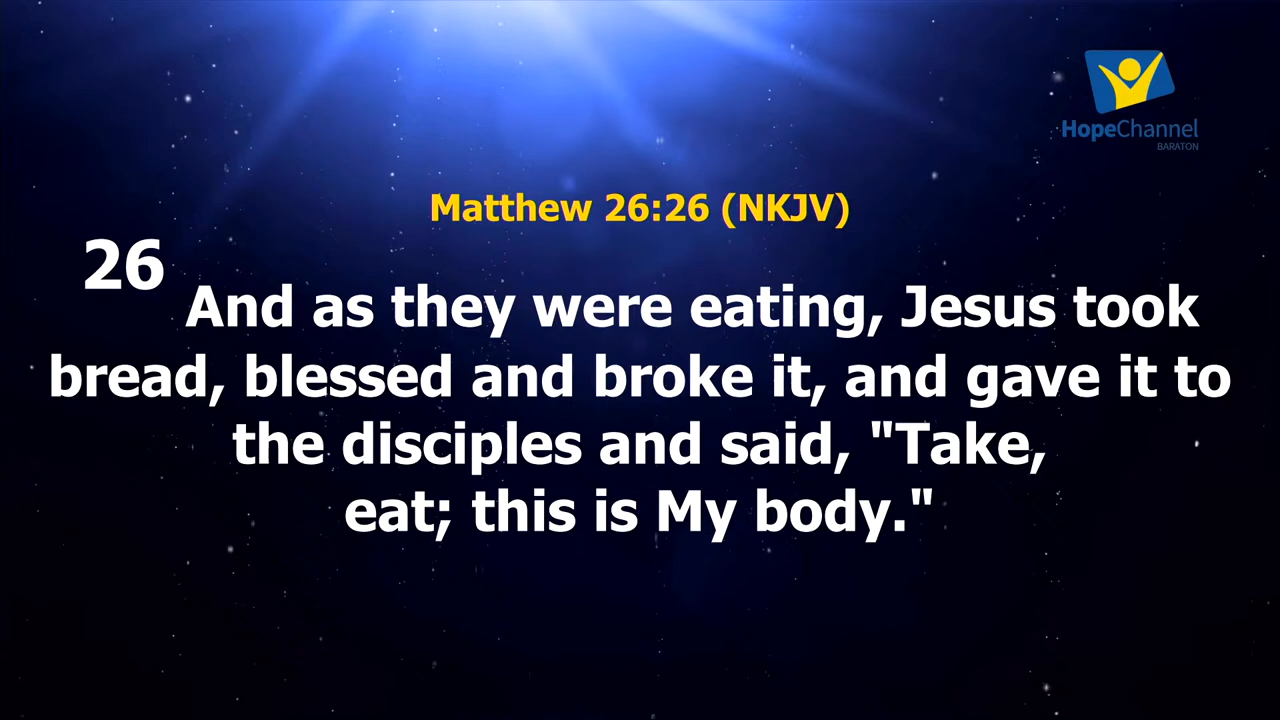 HopeChannel
BARATON
Matthew 26:26 (NKJV)
26 And as they were eating, Jesus took
bread, blessed and broke it, and gave it to
the disciples and said, "Take,
eat; this is My body."